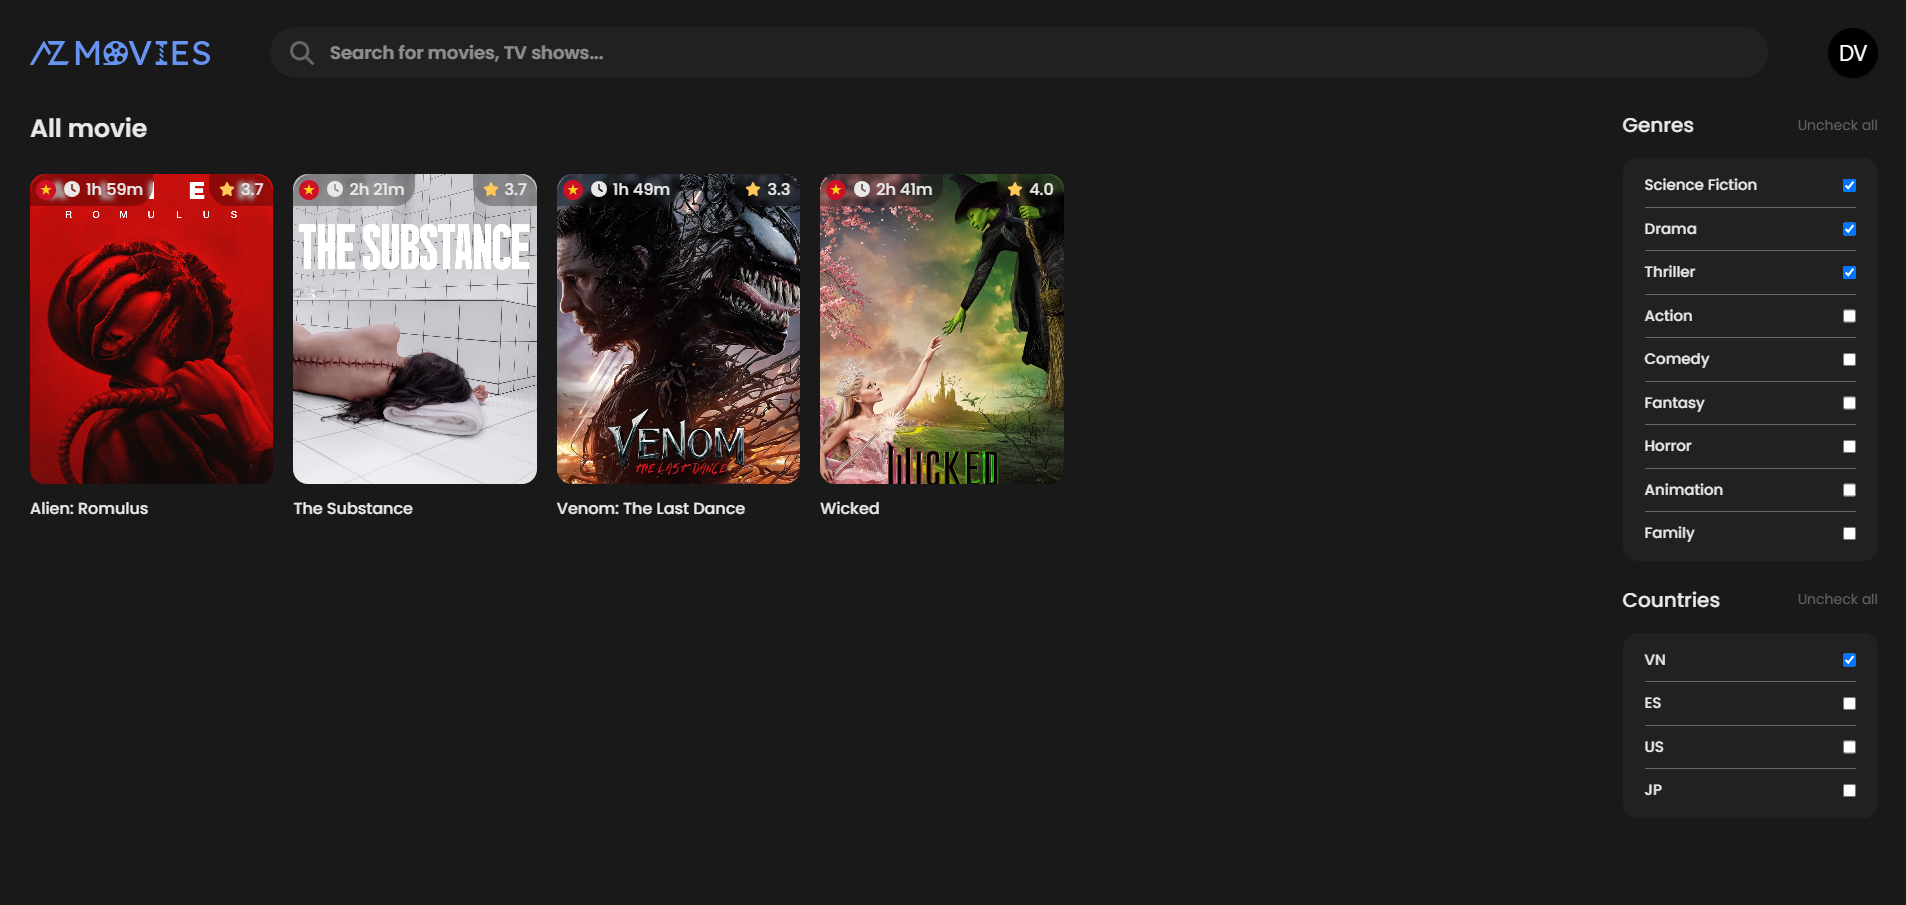 AZ MOVIES
Search for movies, TV shows...
DV
All movie
1h 59m
3.7
ROMULUS
Alien: Romulus
2h 21m
3.7
THE SUBSTANCE
The Substance
1h 49m
3.3
VENOM
THE LAST DANCE
Venom: The Last Dance
2h 41m
4.0
WICKED
Wicked
Genres
Uncheck all
Science Fiction
Drama
Thriller
Action
Comedy
Fantasy
Horror
Animation
Family
Countries
Uncheck all
VN
ES
US
JP